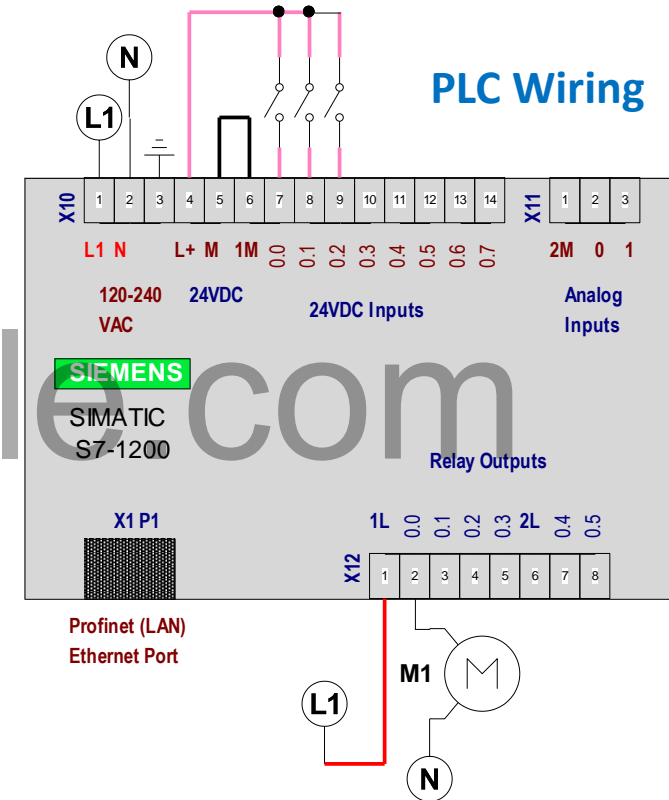 PLC Wiring
N
L1
X10
1 2 3 4 5 6 7 8 9 10 11 12 13 14
X11
1 2 3
L1 N L+ M 1M 0.0 0.1 0.2 0.3 0.4 0.5 0.6 0.7
2M 0 1
120-240
VAC
24VDC
24VDC Inputs
Analog
Inputs
SIEMENS
le com
SIMATIC
S7-1200
Relay Outputs
X1 P1
1L 0.0 0.1 0.2 0.3 2L 0.4 0.5
X12
1 2 3 4 5 6 7 8
Profinet (LAN)
Ethernet Port
M1
M
L1
N